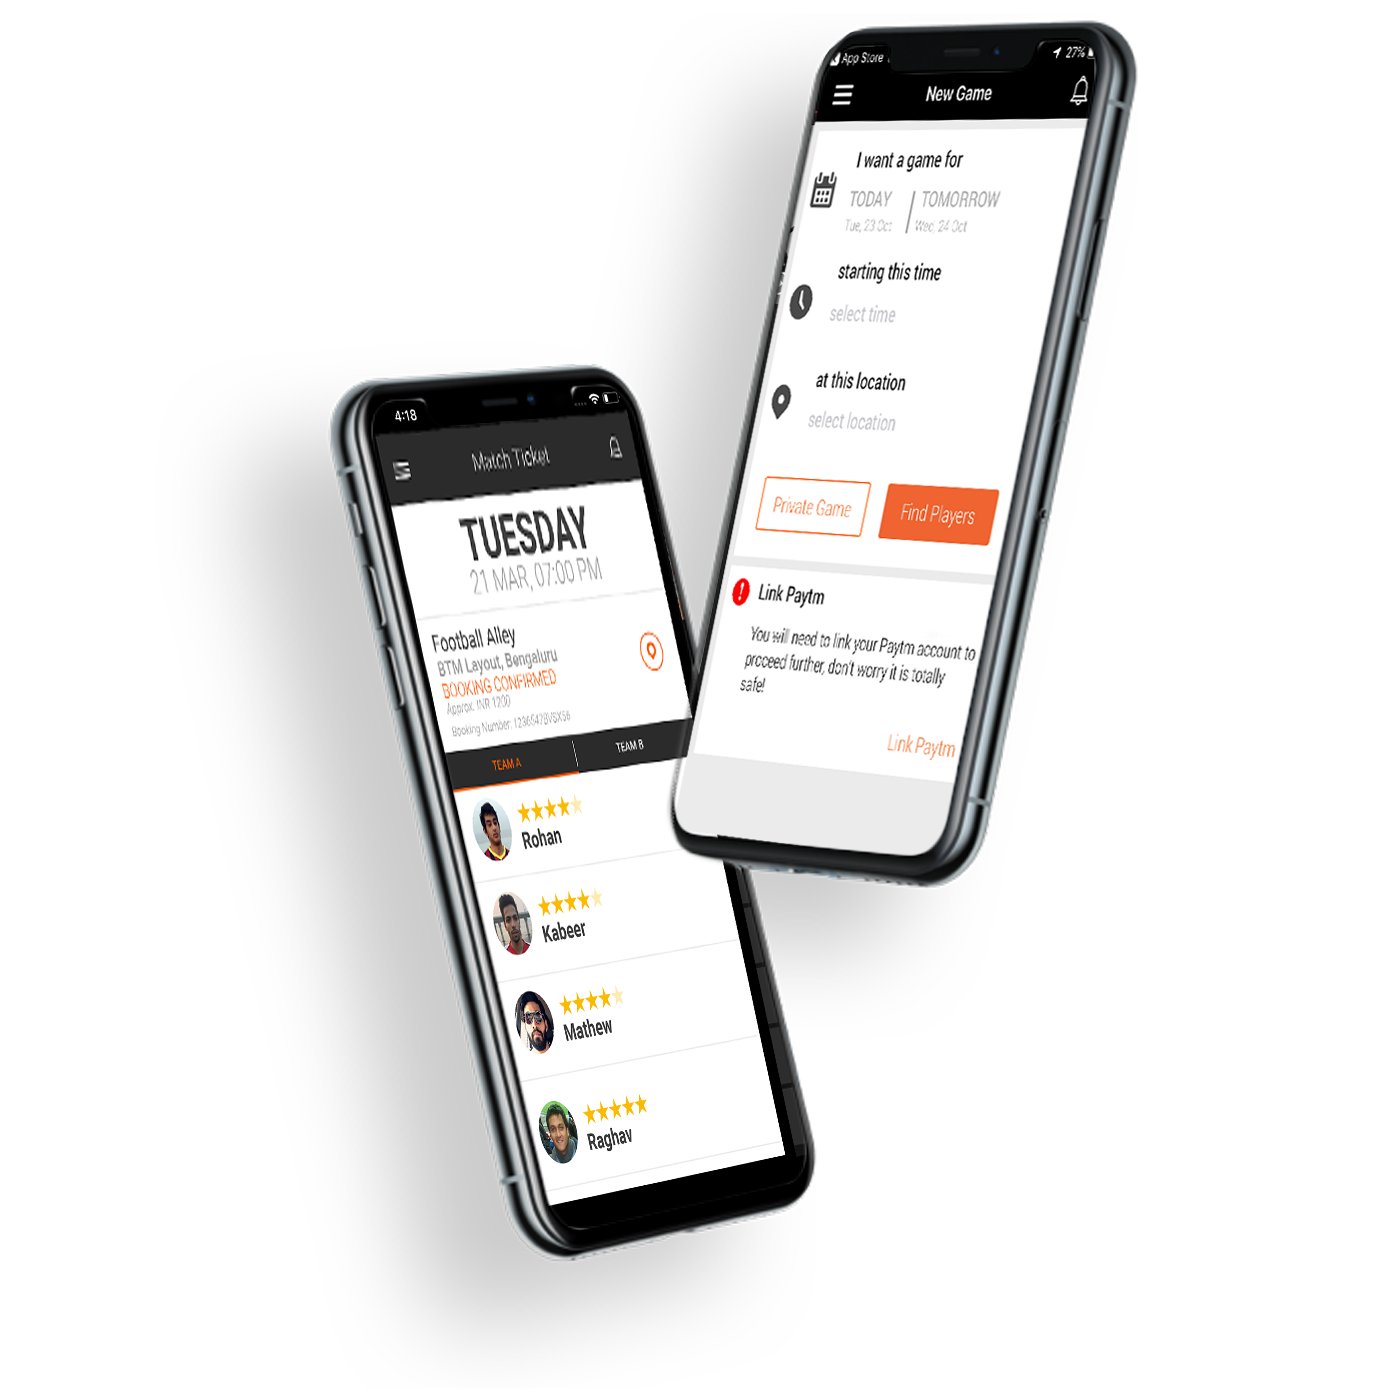 App Store
27%
New Game
I want a game for
TODAY
TOMORROW
Tue, 23 Oct
Wed, 24 Oct
starting this time
select time
at this location
select location
Private Game
Find Players
Link Paytm
You will need to link your Paytm account to
proceed further, don't worry it is totally
safe!
Link Paytm
4:18
Match Ticket
TUESDAY
21 MAR, 07:00 PM
Football Alley
BTM Layout, Bengaluru
BOOKING CONFIRMED
Approx. INR 1200
Booking Number:
TEAM A
TEAM B
Rohan
Kabeer
Mathew
Raghav